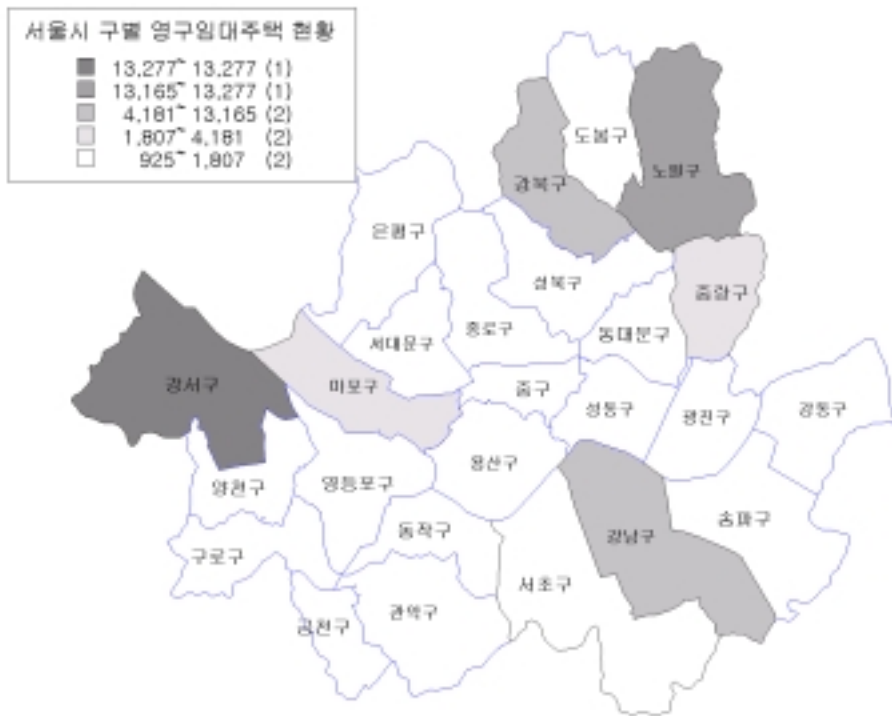 서울시 구별 영구임대주택 현황
13,277~ 13,277 (1)
13,165~ 13,277 (1)
4,181~ 13,165 (2)
1,807~ 4,181 (2)
925~ 1,807 (2)
도봉구
노원구
강북구
은평구
성북구
중랑구
종로구
서대문구
동대문구
강서구
마포구
중구
성동구
광진구
강동구
양천구
영등포구
용산구
송파구
동작구
강남구
구로구
서초구
관악구
금천구